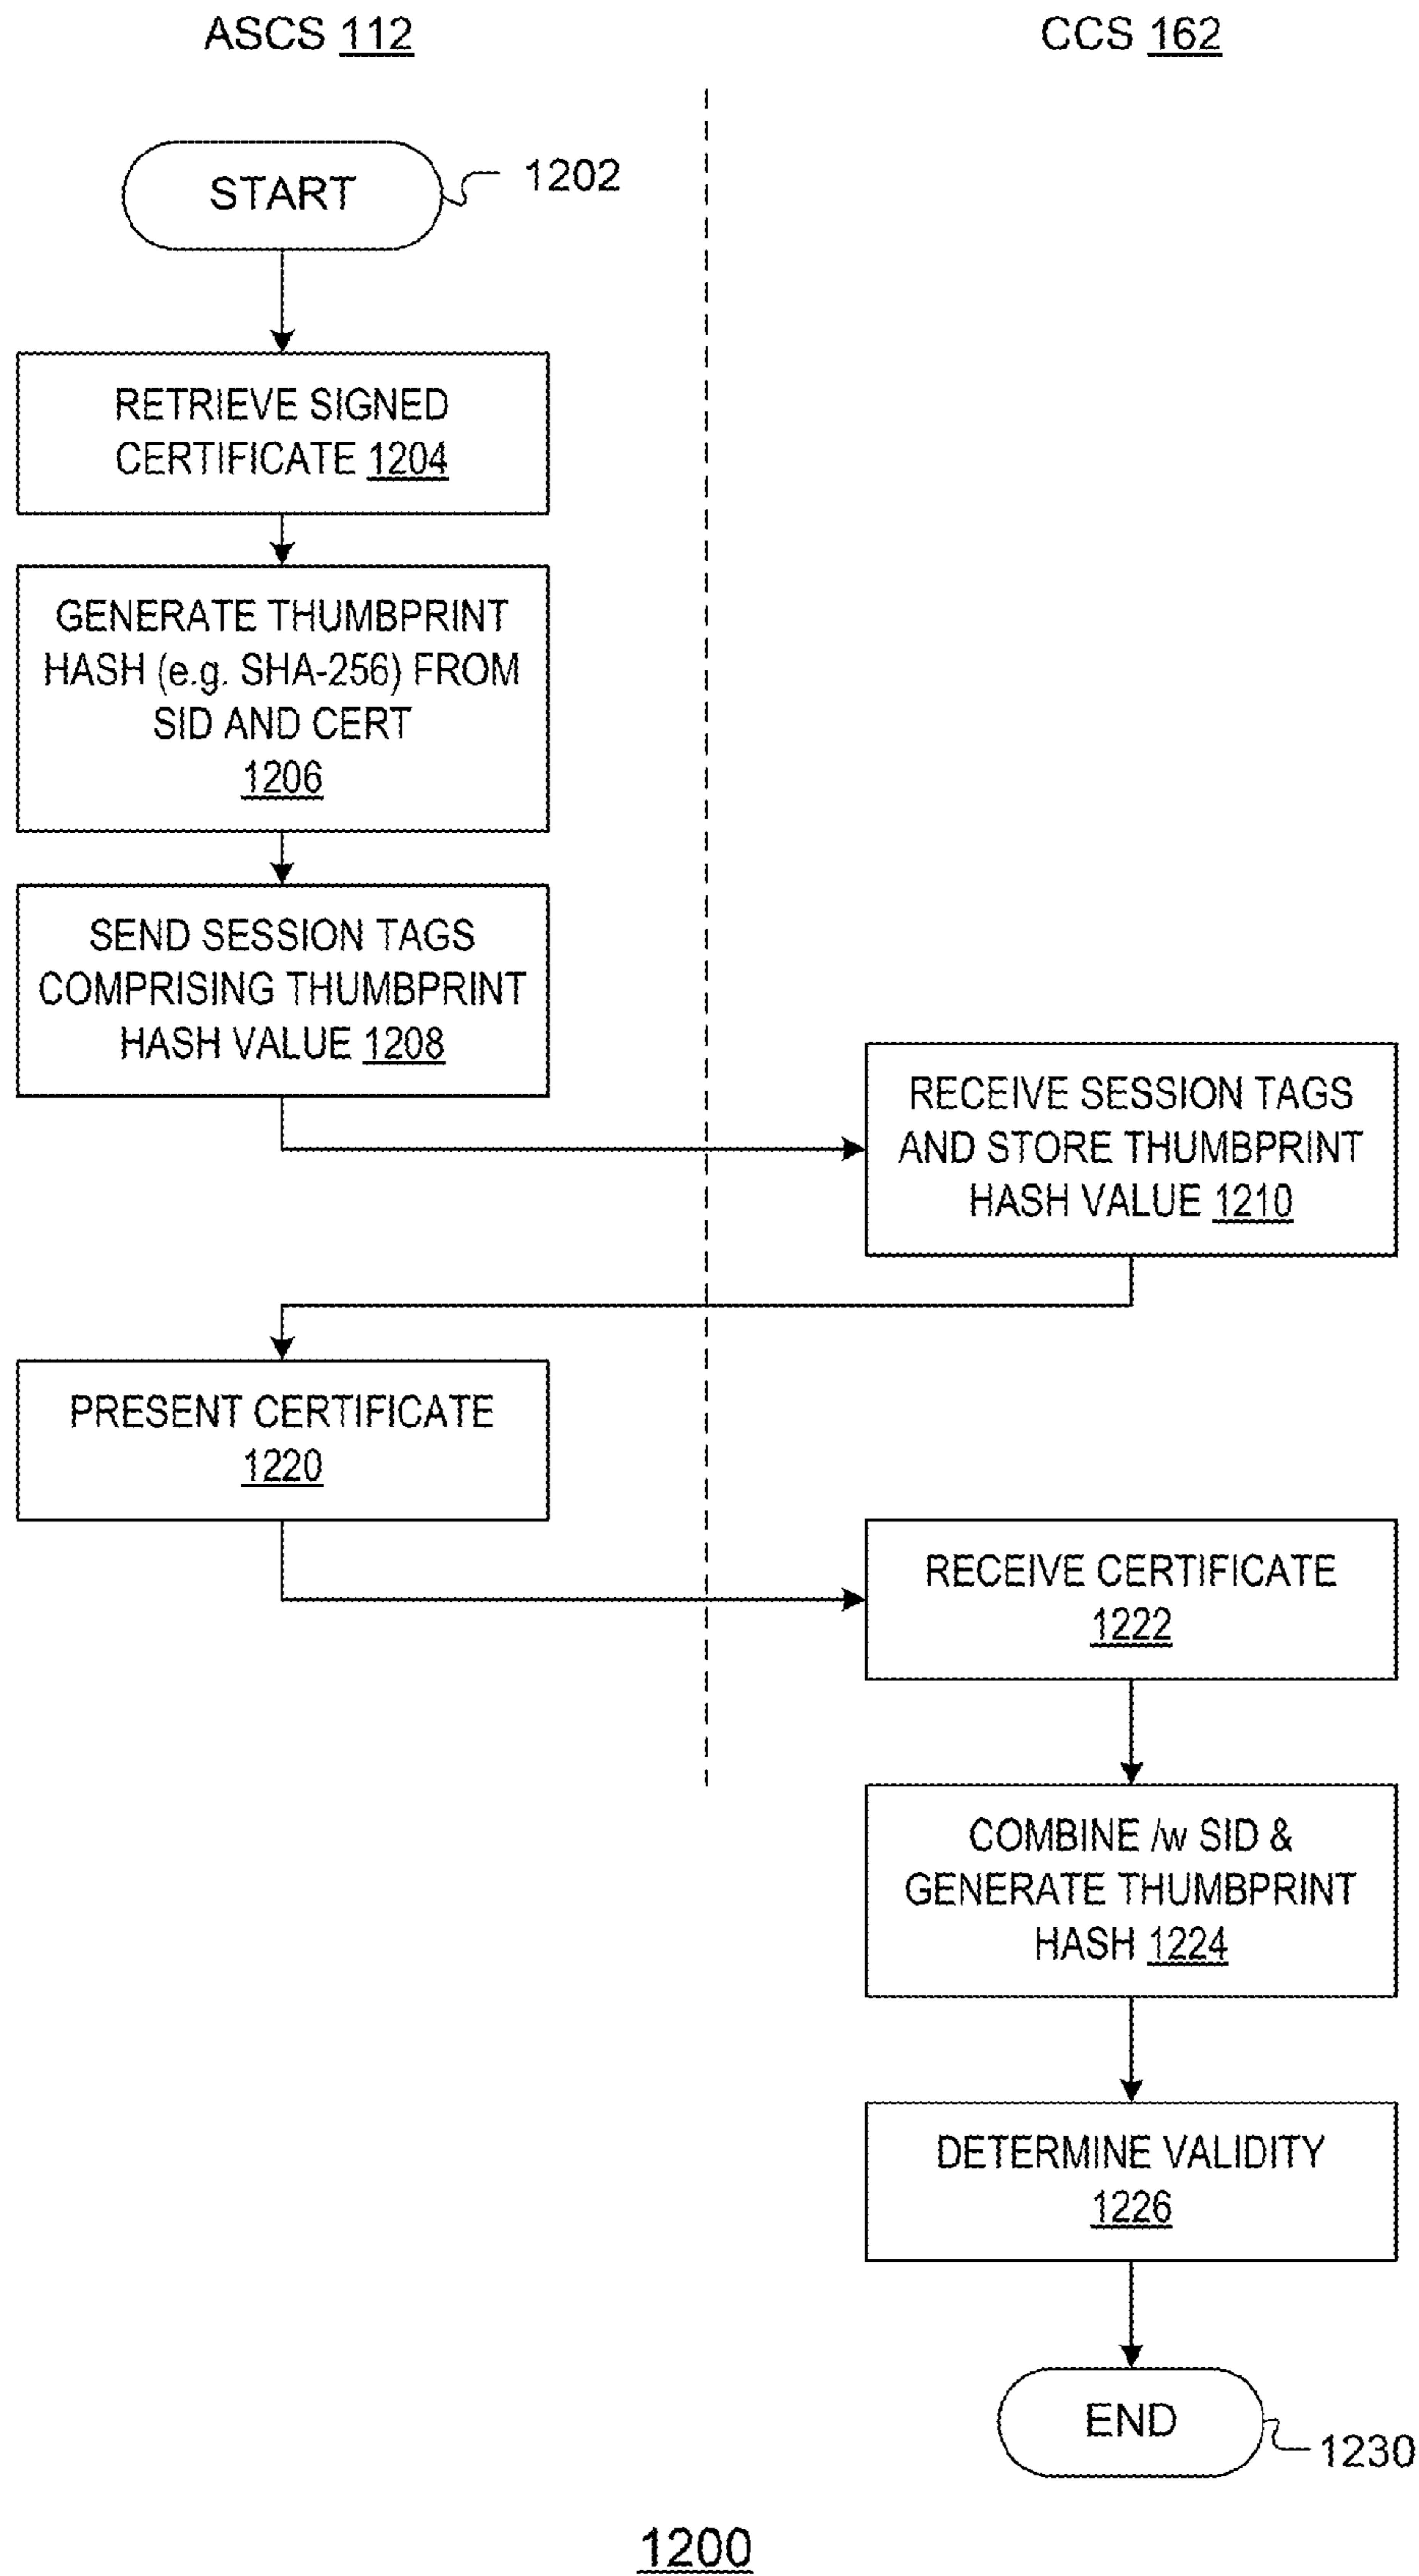 ASCS 112
CCS 162
START
1202
RETRIEVE SIGNED
CERTIFICATE 1204
GENERATE THUMBPRINT
HASH (e.g. SHA-256) FROM
SID AND CERT
1206
SEND SESSION TAGS
COMPRISING THUMBPRINT
HASH VALUE 1208
RECEIVE SESSION TAGS
AND STORE THUMBPRINT
HASH VALUE 1210
PRESENT CERTIFICATE
1220
RECEIVE CERTIFICATE
1222
COMBINE /w SID &
GENERATE THUMBPRINT
HASH 1224
DETERMINE VALIDITY
1226
END
1230
1200